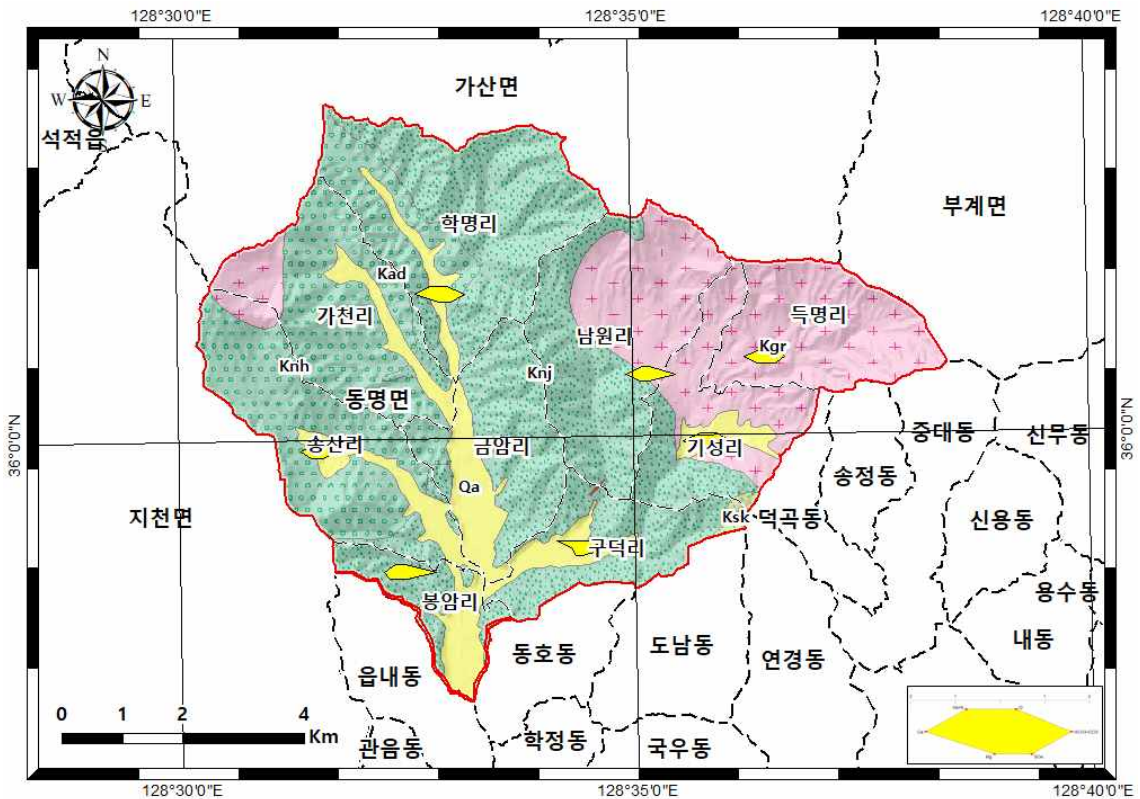 128°30'0"E
128°35'0"E
128°40'0"E
N
W
E
S
가산면
석적읍
부계면
학명리
Kad
가천리
남원리
득명리
Kgr
Knh
Knj
동명면
36°0'0"N
송산리
금암리
기성리
중대동
신무동
36°0'0"N
송정동
Qa
지천면
Ksk
덕곡동
신용동
구덕리
용수동
봉암리
내동
도남동
동호동
연경동
읍내동
0
1
2
4
Km
학정동
관음동
국우동
Cl
Ca
Mg
SO4
128°30'0"E
128°35'0"E
128°40'0"E